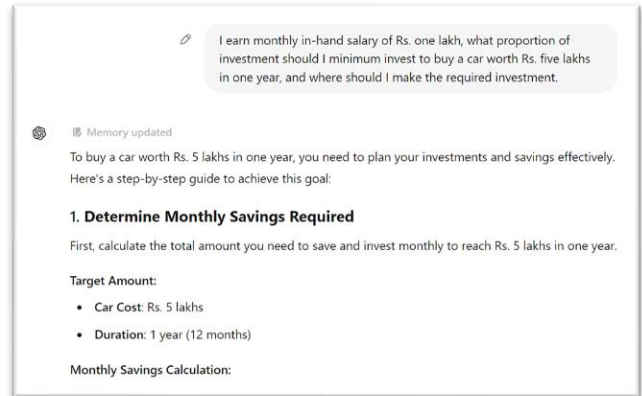 I earn monthly in-hand salary of Rs. one lakh, what proportion of
investment should I minimum invest to buy a car worth Rs. five lakhs
in one year, and where should I make the required investment.
Memory updated
To buy a car worth Rs. 5 lakhs in one year, you need to plan your investments and savings effectively.
Here's a step-by-step guide to achieve this goal:
1. Determine Monthly Savings Required
First, calculate the total amount you need to save and invest monthly to reach Rs. 5 lakhs in one year.
Target Amount:
• Car Cost: Rs. 5 lakhs
• Duration: 1 year (12 months)
Monthly Savings Calculation: